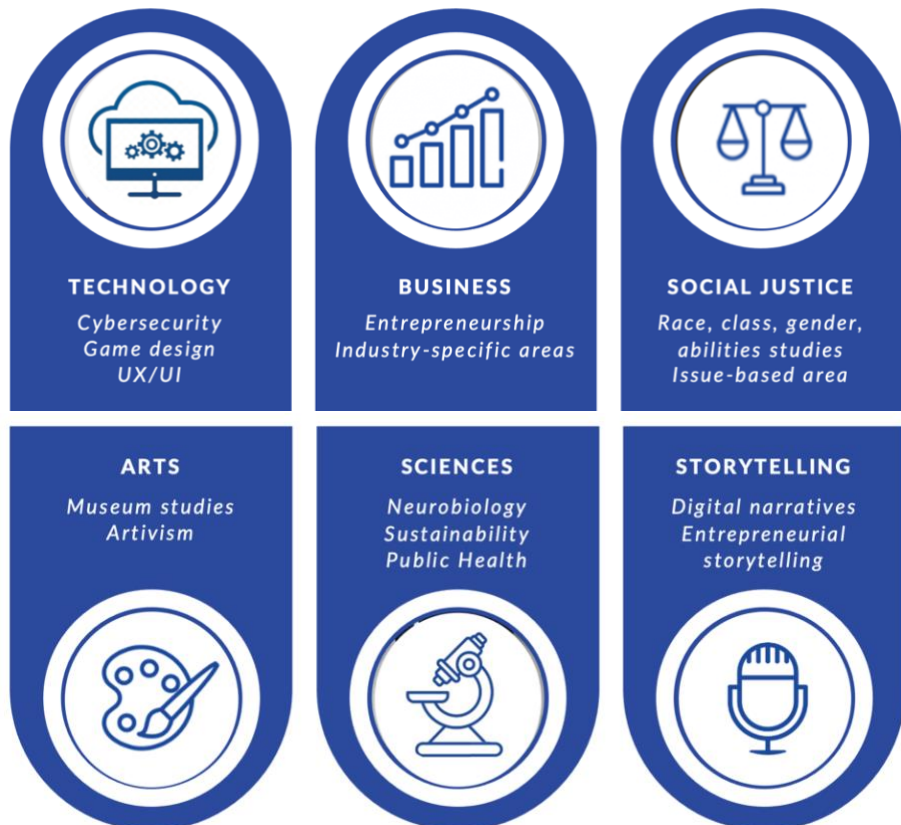 TECHNOLOGY
Cybersecurity
Game design
UX/UI
BUSINESS
Entrepreneurship
Industry-specific areas
SOCIAL JUSTICE
Race, class, gender,
abilities studies
Issue-based area
ARTS
Museum studies
Artivism
SCIENCES
Neurobiology
Sustainability
Public Health
STORYTELLING
Digital narratives
Entrepreneurial
storytelling